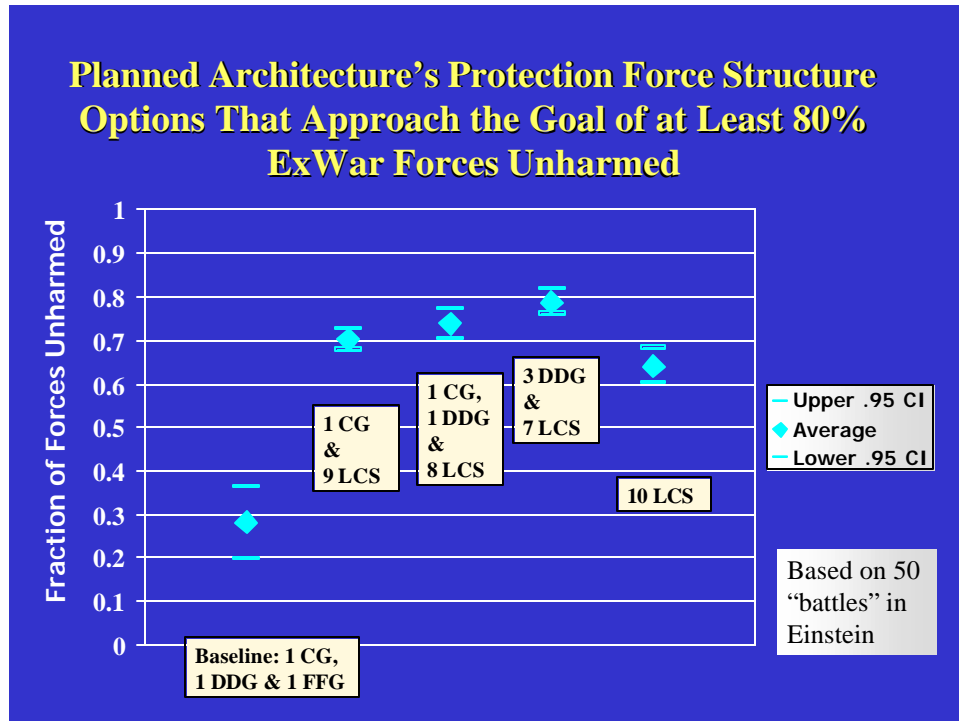 Planned Architecture's Protection Force Structure
Options That Approach the Goal of at Least 80%
ExWar Forces Unharmed
Fraction of Forces Unharmed
1
0.9
0.8
0.7
0.6
0.5
0.4
0.3
0.2
0.1
0
Baseline: 1 CG,
1 DDG & 1 FFG
1 CG
&
9 LCS
1 CG,
1 DDG
&
8 LCS
3 DDG
&
7 LCS
10 LCS
Upper .95 CI
Average
Lower .95 CI
Based on 50
“battles” in
Einstein